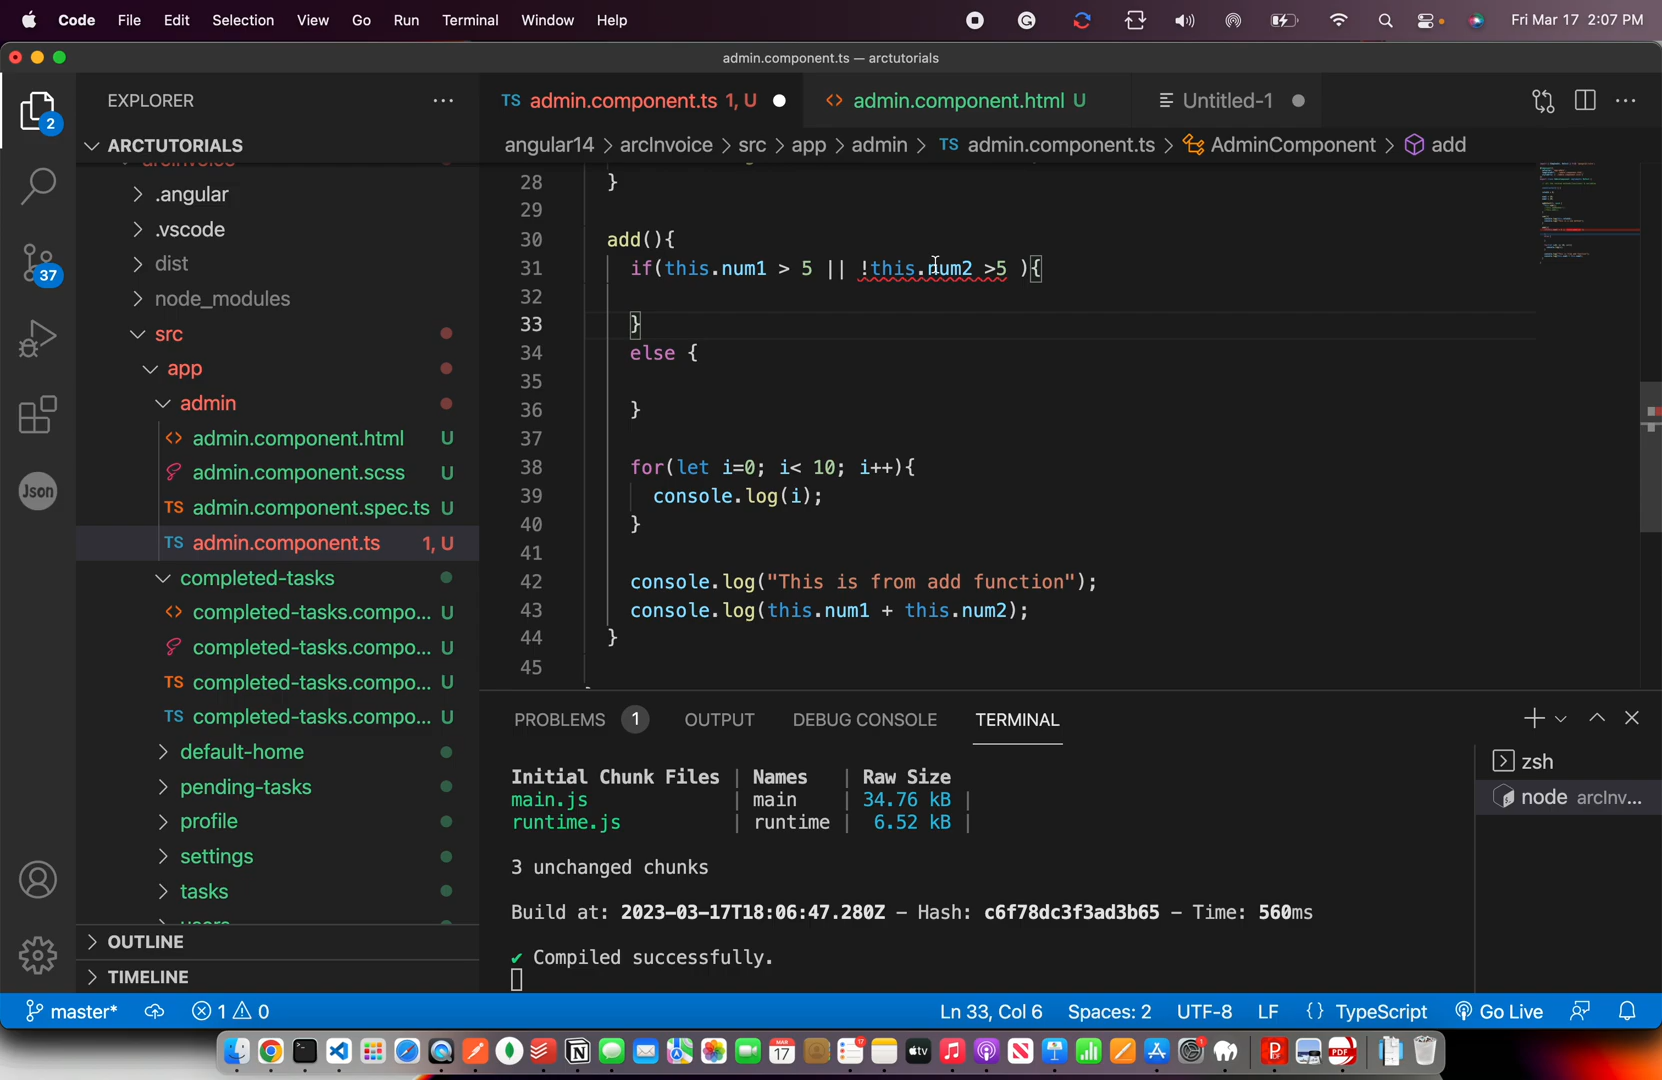 Code File Edit Selection View Go Run Terminal Window Help Fri Mar 17 2:07 PM
admin.component.ts — arctutorials
EXPLORER
TS admin.component.ts 1, U
<> admin.component.html U
Untitled-1
ARCTUTORIALS
angular14 > arcInvoice > src > app > admin > TS admin.component.ts > AdminComponent > add
arcInvoice
.angular
.vscode
dist
node_modules
src
app
admin
<> admin.component.html U
admin.component.scss U
TS admin.component.spec.ts U
TS admin.component.ts 1, U
completed-tasks
<> completed-tasks.compo... U
completed-tasks.compo... U
TS completed-tasks.compo... U
TS completed-tasks.compo... U
default-home
pending-tasks
profile
settings
tasks
users
OUTLINE
TIMELINE
2
37
Json
28 }
29
30 add(){
31 if(this.num1 > 5 || !this.num2 >5 ){
32
33 }
34 else {
35
36 }
37
38 for(let i=0; i< 10; i++){
39 console.log(i);
40 }
41
42 console.log("This is from add function");
43 console.log(this.num1 + this.num2);
44 }
45
PROBLEMS 1 OUTPUT DEBUG CONSOLE TERMINAL
Initial Chunk Files | Names | Raw Size
main.js | main | 34.76 kB |
runtime.js | runtime | 6.52 kB |
3 unchanged chunks
Build at: 2023-03-17T18:06:47.280Z - Hash: c6f78dc3f3ad3b65 - Time: 560ms
✔ Compiled successfully.
zsh
node arcInv...
master* 1 0 Ln 33, Col 6 Spaces: 2 UTF-8 LF {} TypeScript Go Live